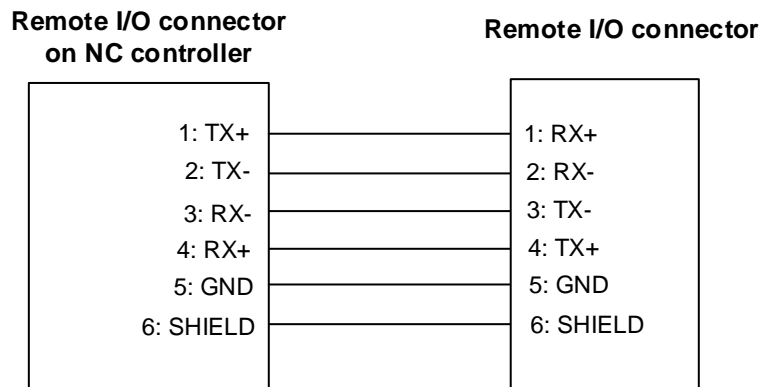 Remote I/O connector
on NC controller
Remote I/O connector
1: TX+
1: RX+
2: TX-
2: RX-
3: RX-
3: TX-
4: RX+
4: TX+
5: GND
5: GND
6: SHIELD
6: SHIELD